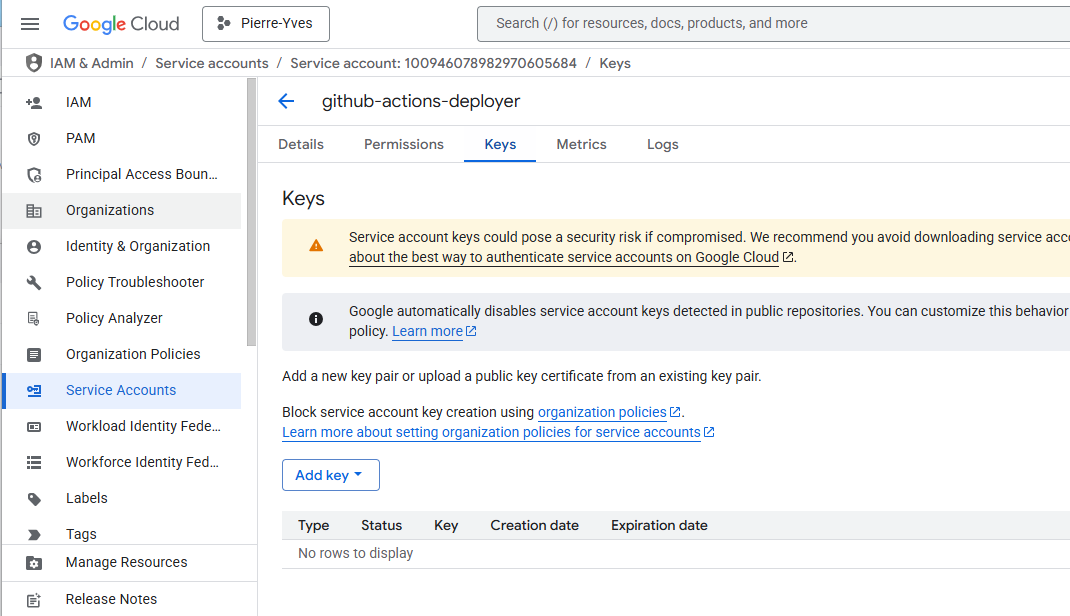 Google Cloud
Pierre-Yves
Search (/) for resources, docs, products, and more
IAM & Admin / Service accounts / Service account: 100946078982970605684 / Keys
IAM
PAM
Principal Access Boun...
Organizations
Identity & Organization
Policy Troubleshooter
Policy Analyzer
Organization Policies
Service Accounts
Workload Identity Fede...
Workforce Identity Fed...
Labels
Tags
Manage Resources
Release Notes
github-actions-deployer
Details Permissions Keys Metrics Logs
Keys
Service account keys could pose a security risk if compromised. We recommend you avoid downloading service acc
about the best way to authenticate service accounts on Google Cloud.
Google automatically disables service account keys detected in public repositories. You can customize this behavior
policy. Learn more
Add a new key pair or upload a public key certificate from an existing key pair.
Block service account key creation using organization policies.
Learn more about setting organization policies for service accounts
Add key
Type Status Key Creation date Expiration date
No rows to display